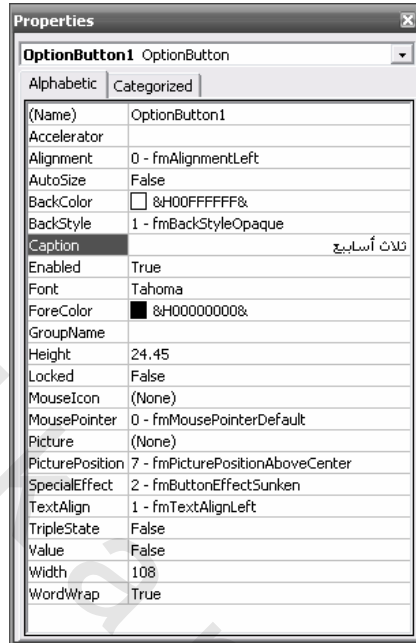 Properties
OptionButton1 OptionButton
Alphabetic Categorized
(Name) OptionButton1
Accelerator
Alignment 0 - fmAlignmentLeft
AutoSize False
BackColor &H00FFFFFF&
BackStyle 1 - fmBackStyleOpaque
Caption ثلاث أسابيع
Enabled True
Font Tahoma
ForeColor &H00000000&
GroupName
Height 24.45
Locked False
MouseIcon (None)
MousePointer 0 - fmMousePointerDefault
Picture (None)
PicturePosition 7 - fmPicturePositionAboveCenter
SpecialEffect 2 - fmButtonEffectSunken
TextAlign 1 - fmTextAlignLeft
TripleState False
Value False
Width 108
WordWrap True